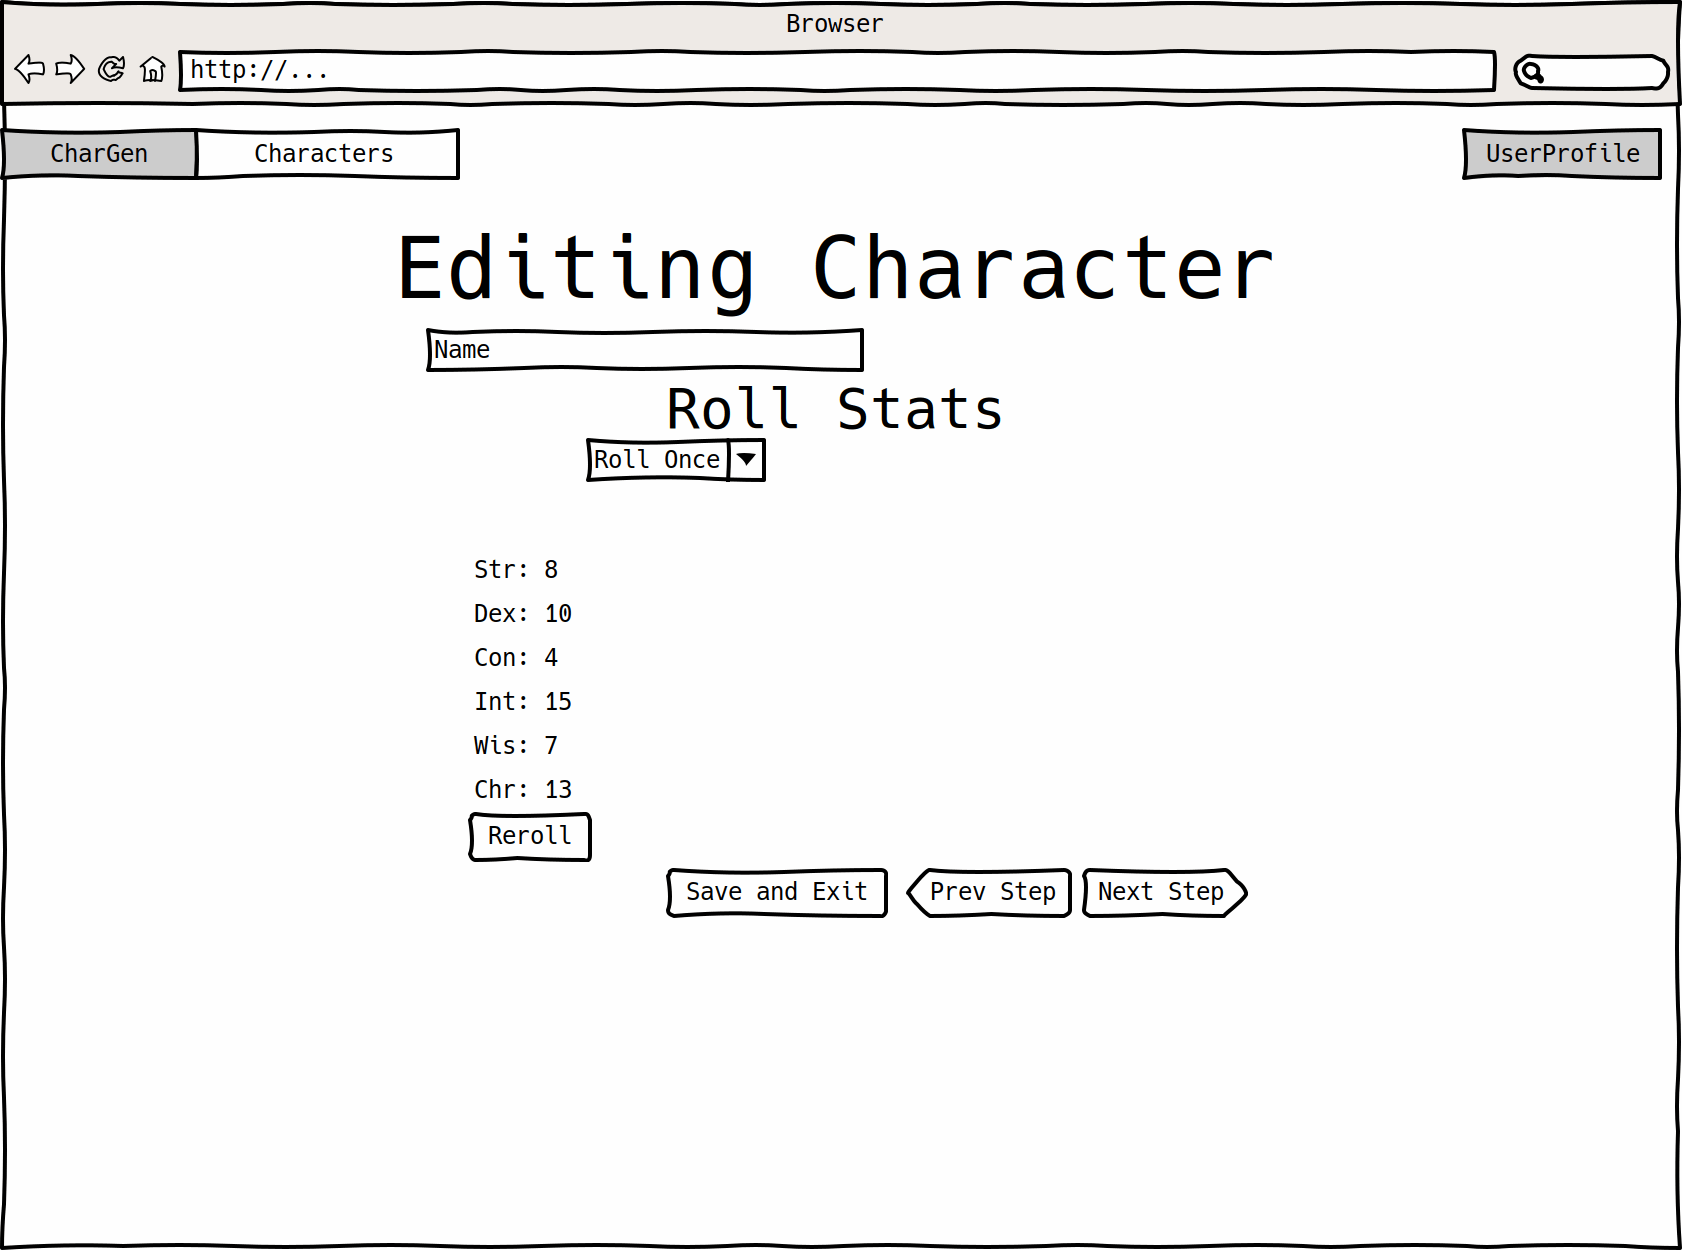 Browser
http://...
CharGen Characters UserProfile
Editing Character
Name
Roll Stats
Roll Once
Str: 8
Dex: 10
Con: 4
Int: 15
Wis: 7
Chr: 13
Reroll
Save and Exit Prev Step Next Step